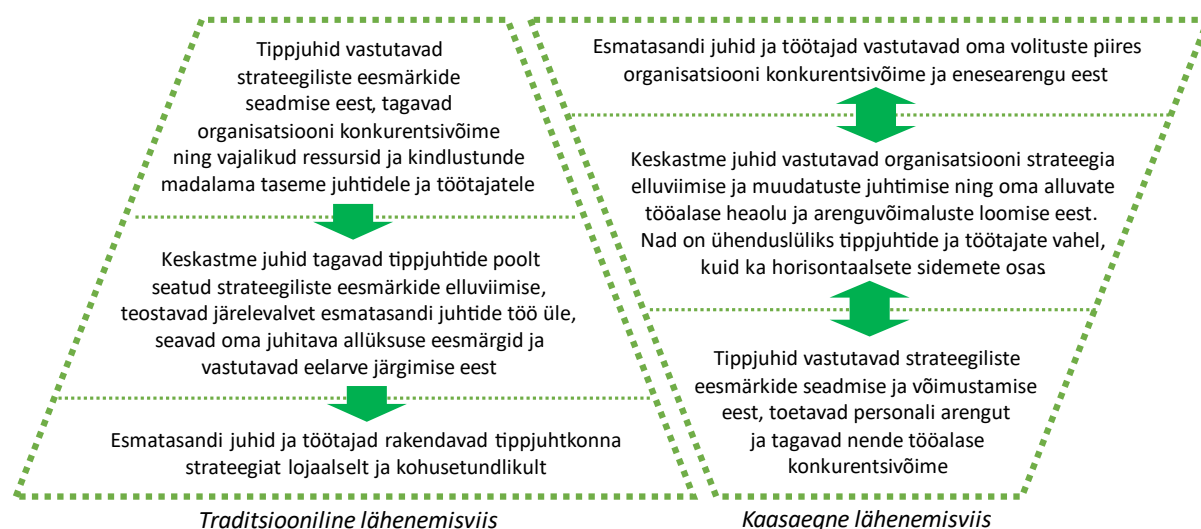 Tippjuhid vastutavad
strateegiliste eesmärkide
seadmise eest, tagavad
organisatsiooni konkurentsivõime
ning vajalikud ressursid ja kindlustunde
madalama taseme juhtidele ja töötajatele
Keskastme juhid tagavad tippjuhtide poolt
seatud strateegiliste eesmärkide elluviimise,
teostavad järelevalvet esmatasandi juhtide töö üle,
seavad oma juhitava allüksuse eesmärgid ja
vastutavad eelarve järgimise eest
Esmatasandi juhid ja töötajad rakendavad tippjuhtkonna
strateegiat lojaalselt ja kohusetundlikult
Traditsiooniline lähenemisviis
Esmatasandi juhid ja töötajad vastutavad oma volituste piires
organisatsiooni konkurentsivõime ja enesearengu eest
Keskastme juhid vastutavad organisatsiooni strateegia
elluviimise ja muudatuste juhtimise ning oma alluvate
tööalase heaolu ja arenguvõimaluste loomise eest.
Nad on ühenduslüliks tippjuhtide ja töötajate vahel,
kuid ka horisontaalsete sidemete osas.
Tippjuhid vastutavad strateegiliste
eesmärkide seadmise ja võimustamise
eest, toetavad personali arengut
ja tagavad nende tööalase
konkurentsivõime
Kaasaegne lähenemisviis